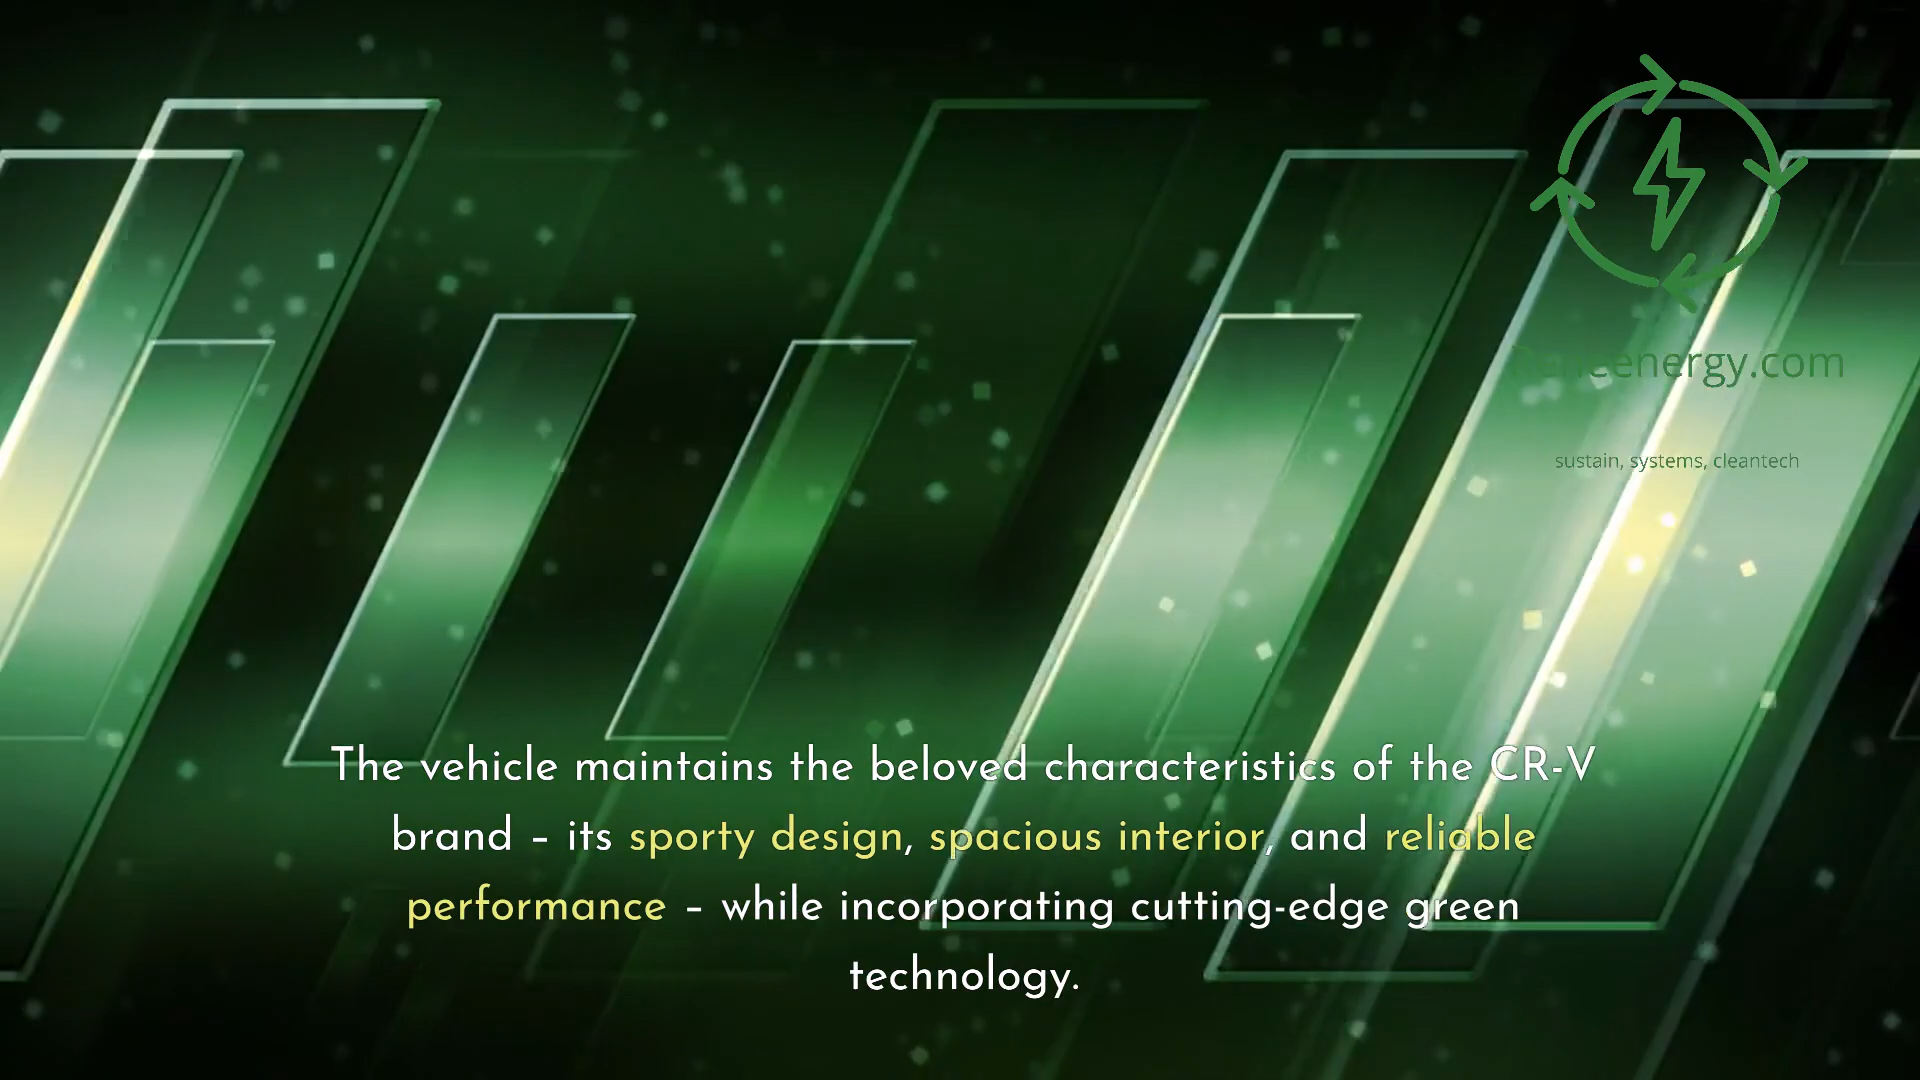 sustain, systems, cleantech
The vehicle maintains the beloved characteristics of the CR-V
brand – its sporty design, spacious interior, and reliable
performance – while incorporating cutting-edge green
technology.